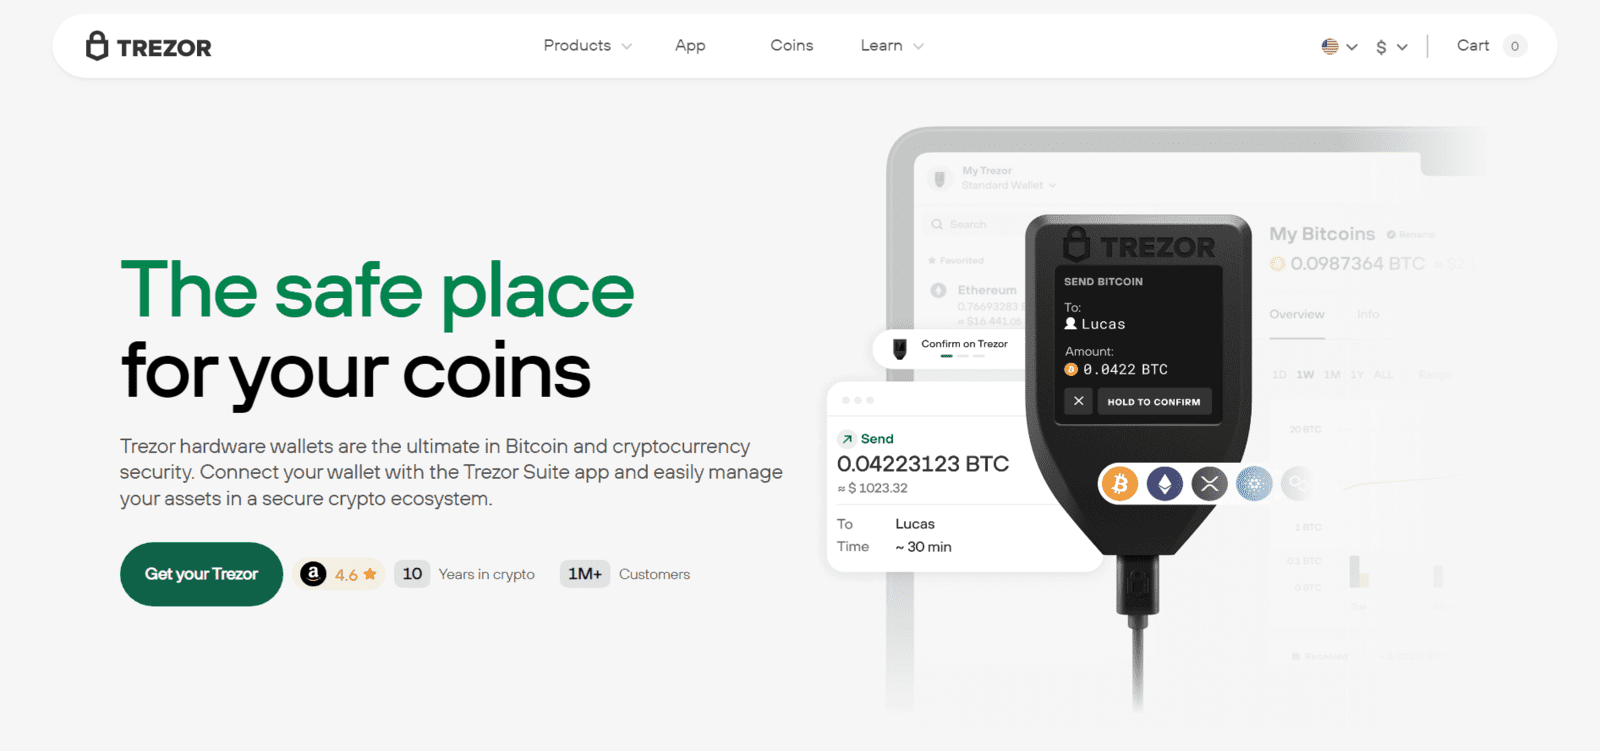 TREZOR
Products
App
Coins
Learn
$
Cart
0
The safe place
for your coins
Trezor hardware wallets are the ultimate in Bitcoin and cryptocurrency
security. Connect your wallet with the Trezor Suite app and easily manage
your assets in a secure crypto ecosystem.
Get your Trezor
4.6
10
Years in crypto
1M+
Customers
My Trezor
Standard Wallet
Search
Favorited
Ethereum
0.76693283
≈ $16 441.05
Confirm on Trezor
Send
0.04223123 BTC
≈ $ 1023.32
To Lucas
Time ~ 30 min
TREZOR
SEND BITCOIN
To:
Lucas
Amount:
0.0422 BTC
HOLD TO CONFIRM
My Bitcoins
Rename
0.0987364 BTC
Overview
Info
1D 1W 1M 1Y ALL
Range
20 BTC
1 BTC
0.1 BTC
0 BTC
Tue
Received